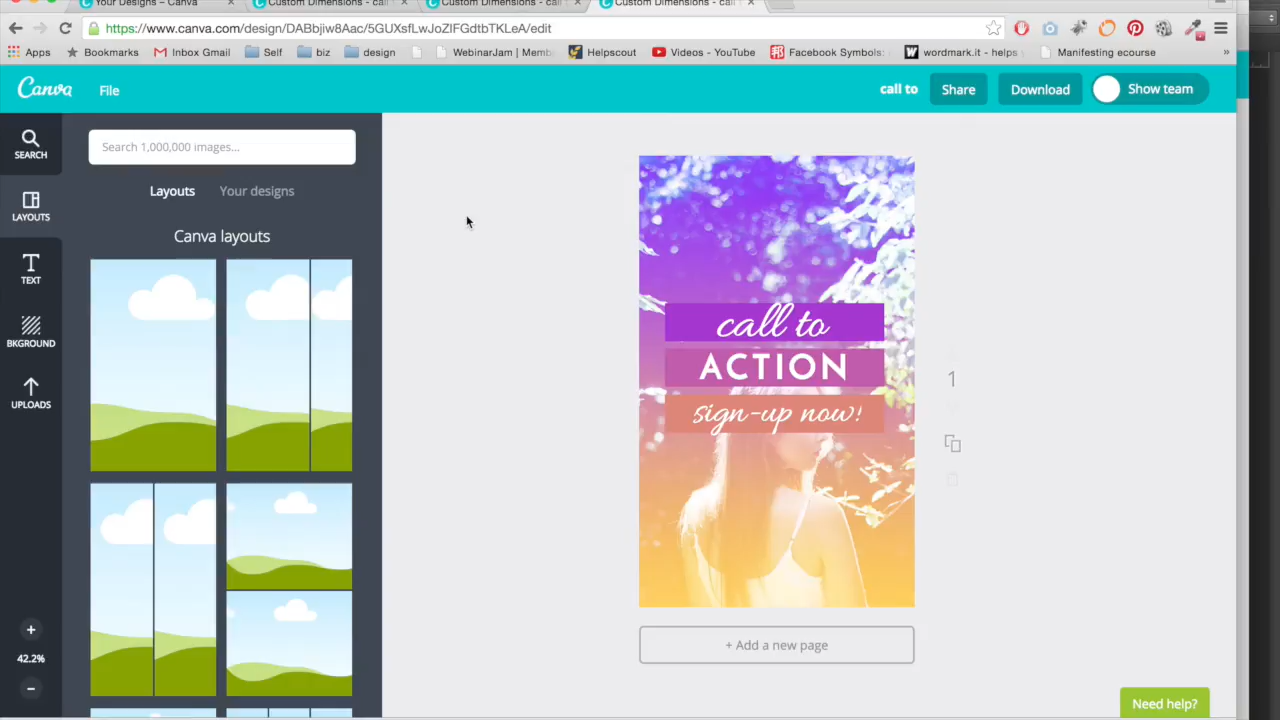 Your Designs – Canva
Custom Dimensions - call t
Custom Dimensions - call t
Custom Dimensions - call t
https://www.canva.com/design/DABbjiw8Aac/5GUXsfLwJoZIFGdtbTKLeA/edit
Apps
Bookmarks
Inbox Gmail
Self
biz
design
WebinarJam | Memb
Helpscout
Videos - YouTube
Facebook Symbols:
wordmark.it - helps
Manifesting ecourse
»
Canva
File
call to
Share
Download
Show team
SEARCH
LAYOUTS
TEXT
BKGROUND
UPLOADS
42.2%
Search 1,000,000 images...
Layouts
Your designs
Canva layouts
call to
ACTION
sign-up now!
1
+ Add a new page
Need help?